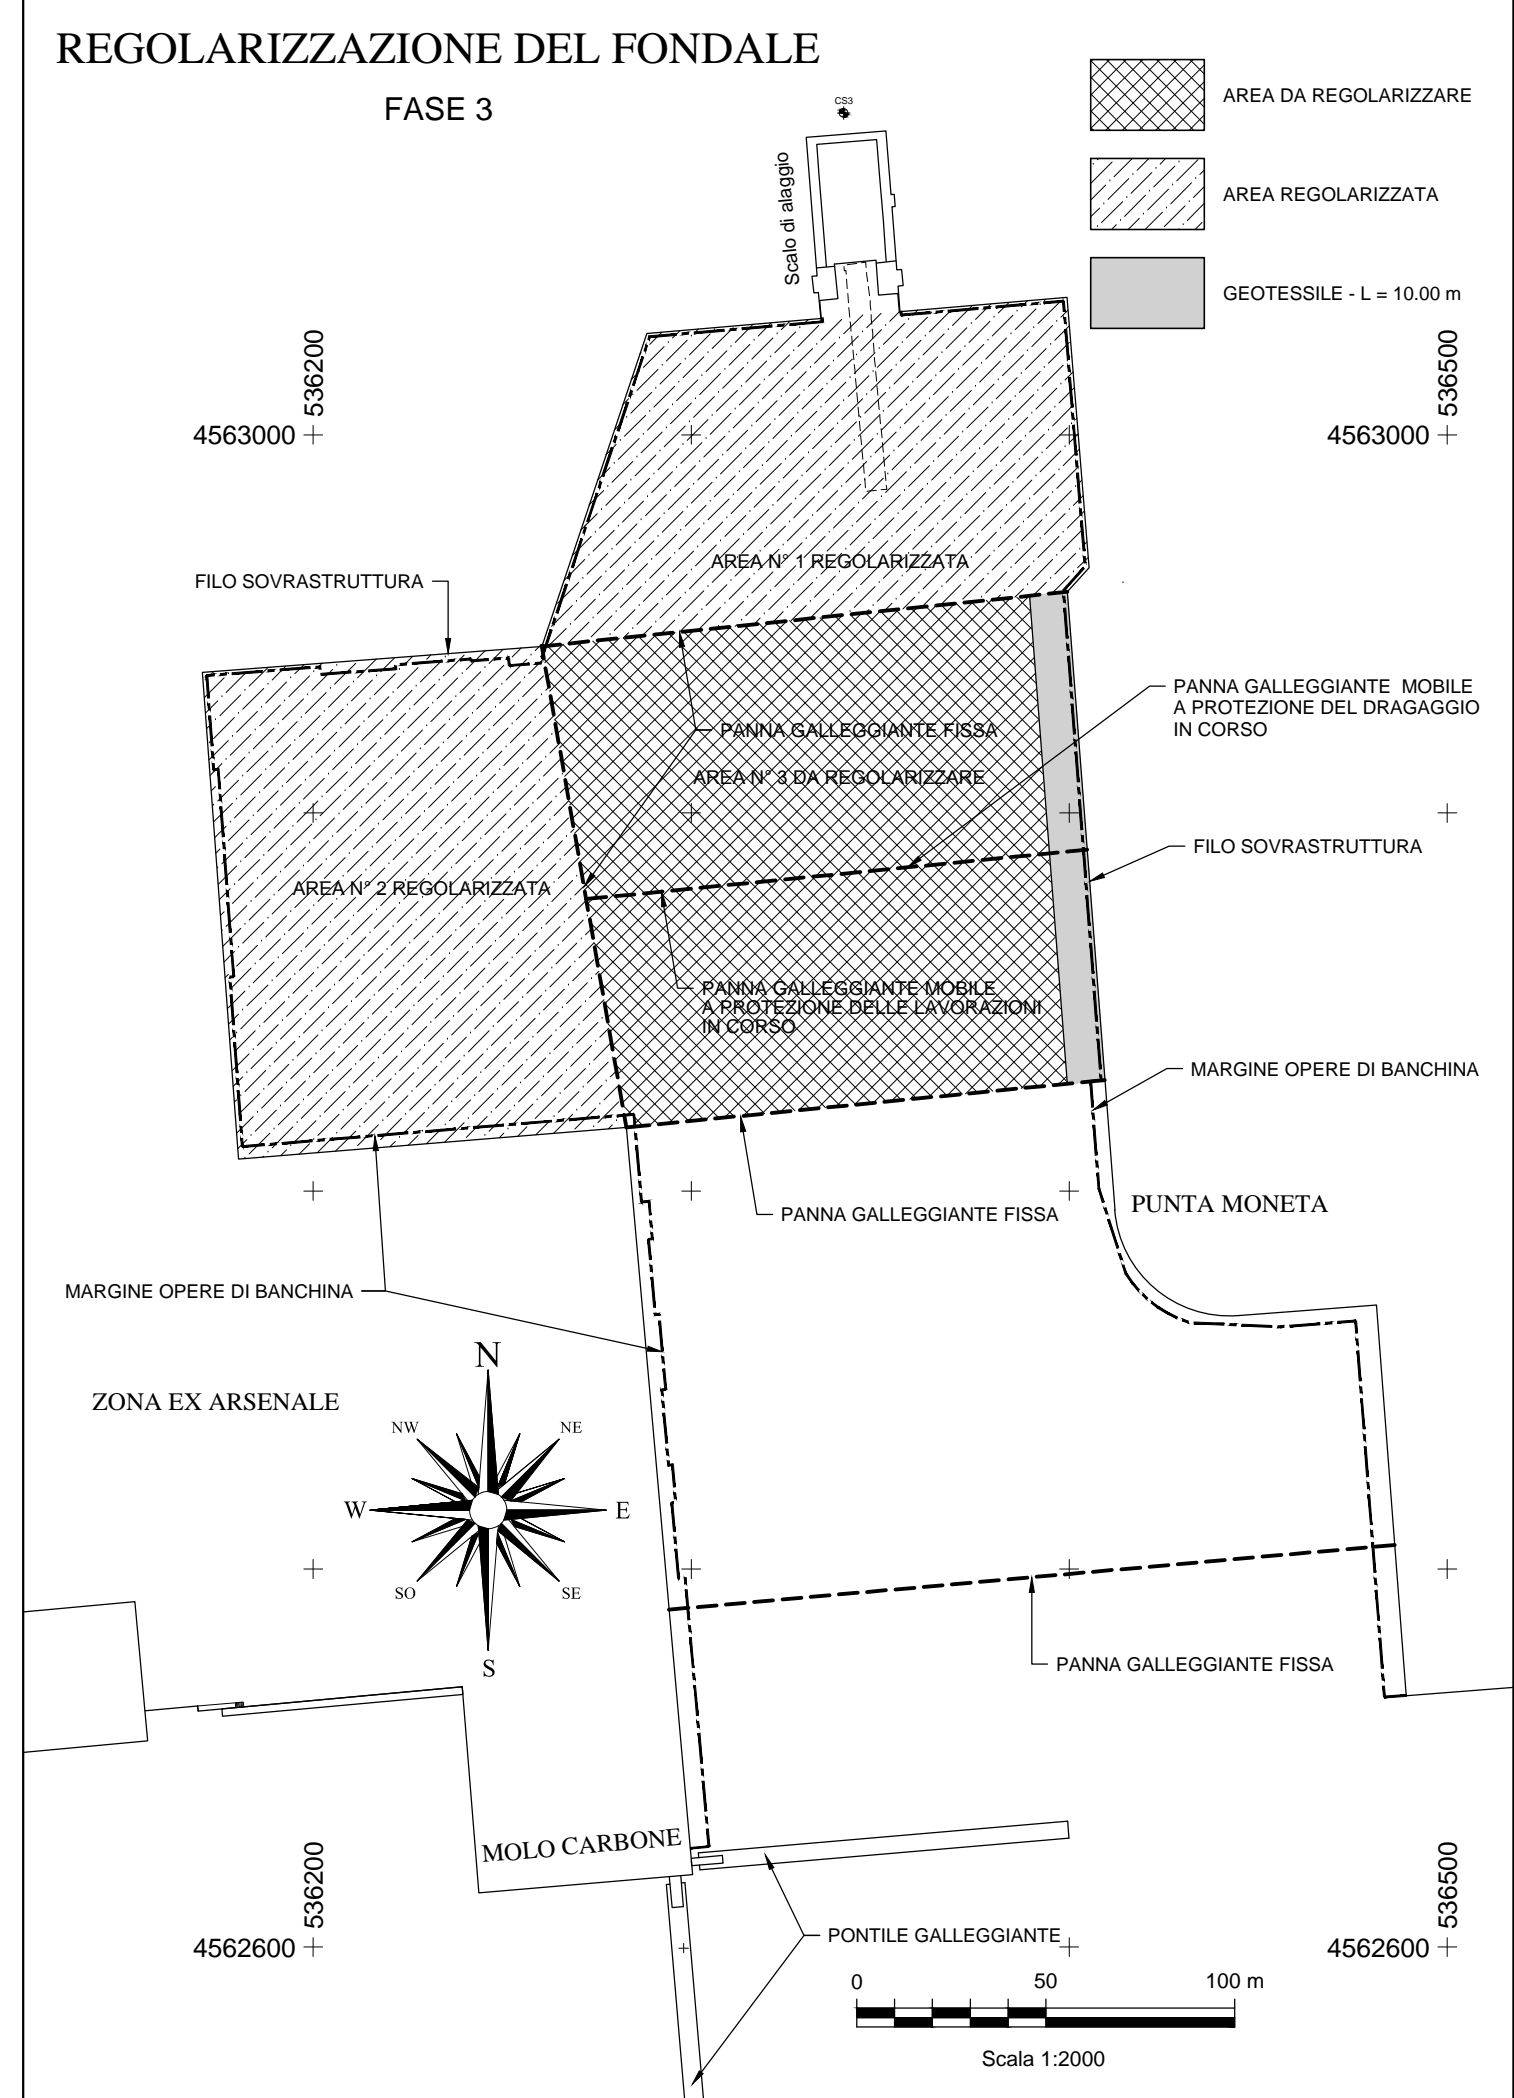 REGOLARIZZAZIONE DEL FONDALE
FASE 3
AREA DA REGOLARIZZARE
AREA REGOLARIZZATA
GEOTESSILE - L = 10.00 m
CS3
Scalo di alaggio
536200
4563000
536500
4563000
AREA N° 1 REGOLARIZZATA
FILO SOVRASTRUTTURA
PANNA GALLEGGIANTE MOBILE
A PROTEZIONE DEL DRAGAGGIO
IN CORSO
PANNA GALLEGGIANTE FISSA
AREA N° 3 DA REGOLARIZZARE
FILO SOVRASTRUTTURA
AREA N° 2 REGOLARIZZATA
PANNA GALLEGGIANTE MOBILE
A PROTEZIONE DELLE LAVORAZIONI
IN CORSO
MARGINE OPERE DI BANCHINA
PANNA GALLEGGIANTE FISSA
PUNTA MONETA
MARGINE OPERE DI BANCHINA
ZONA EX ARSENALE
N
NW
NE
W
E
SO
SE
S
PANNA GALLEGGIANTE FISSA
MOLO CARBONE
536200
4562600
536500
4562600
PONTILE GALLEGGIANTE
0 50 100 m
Scala 1:2000